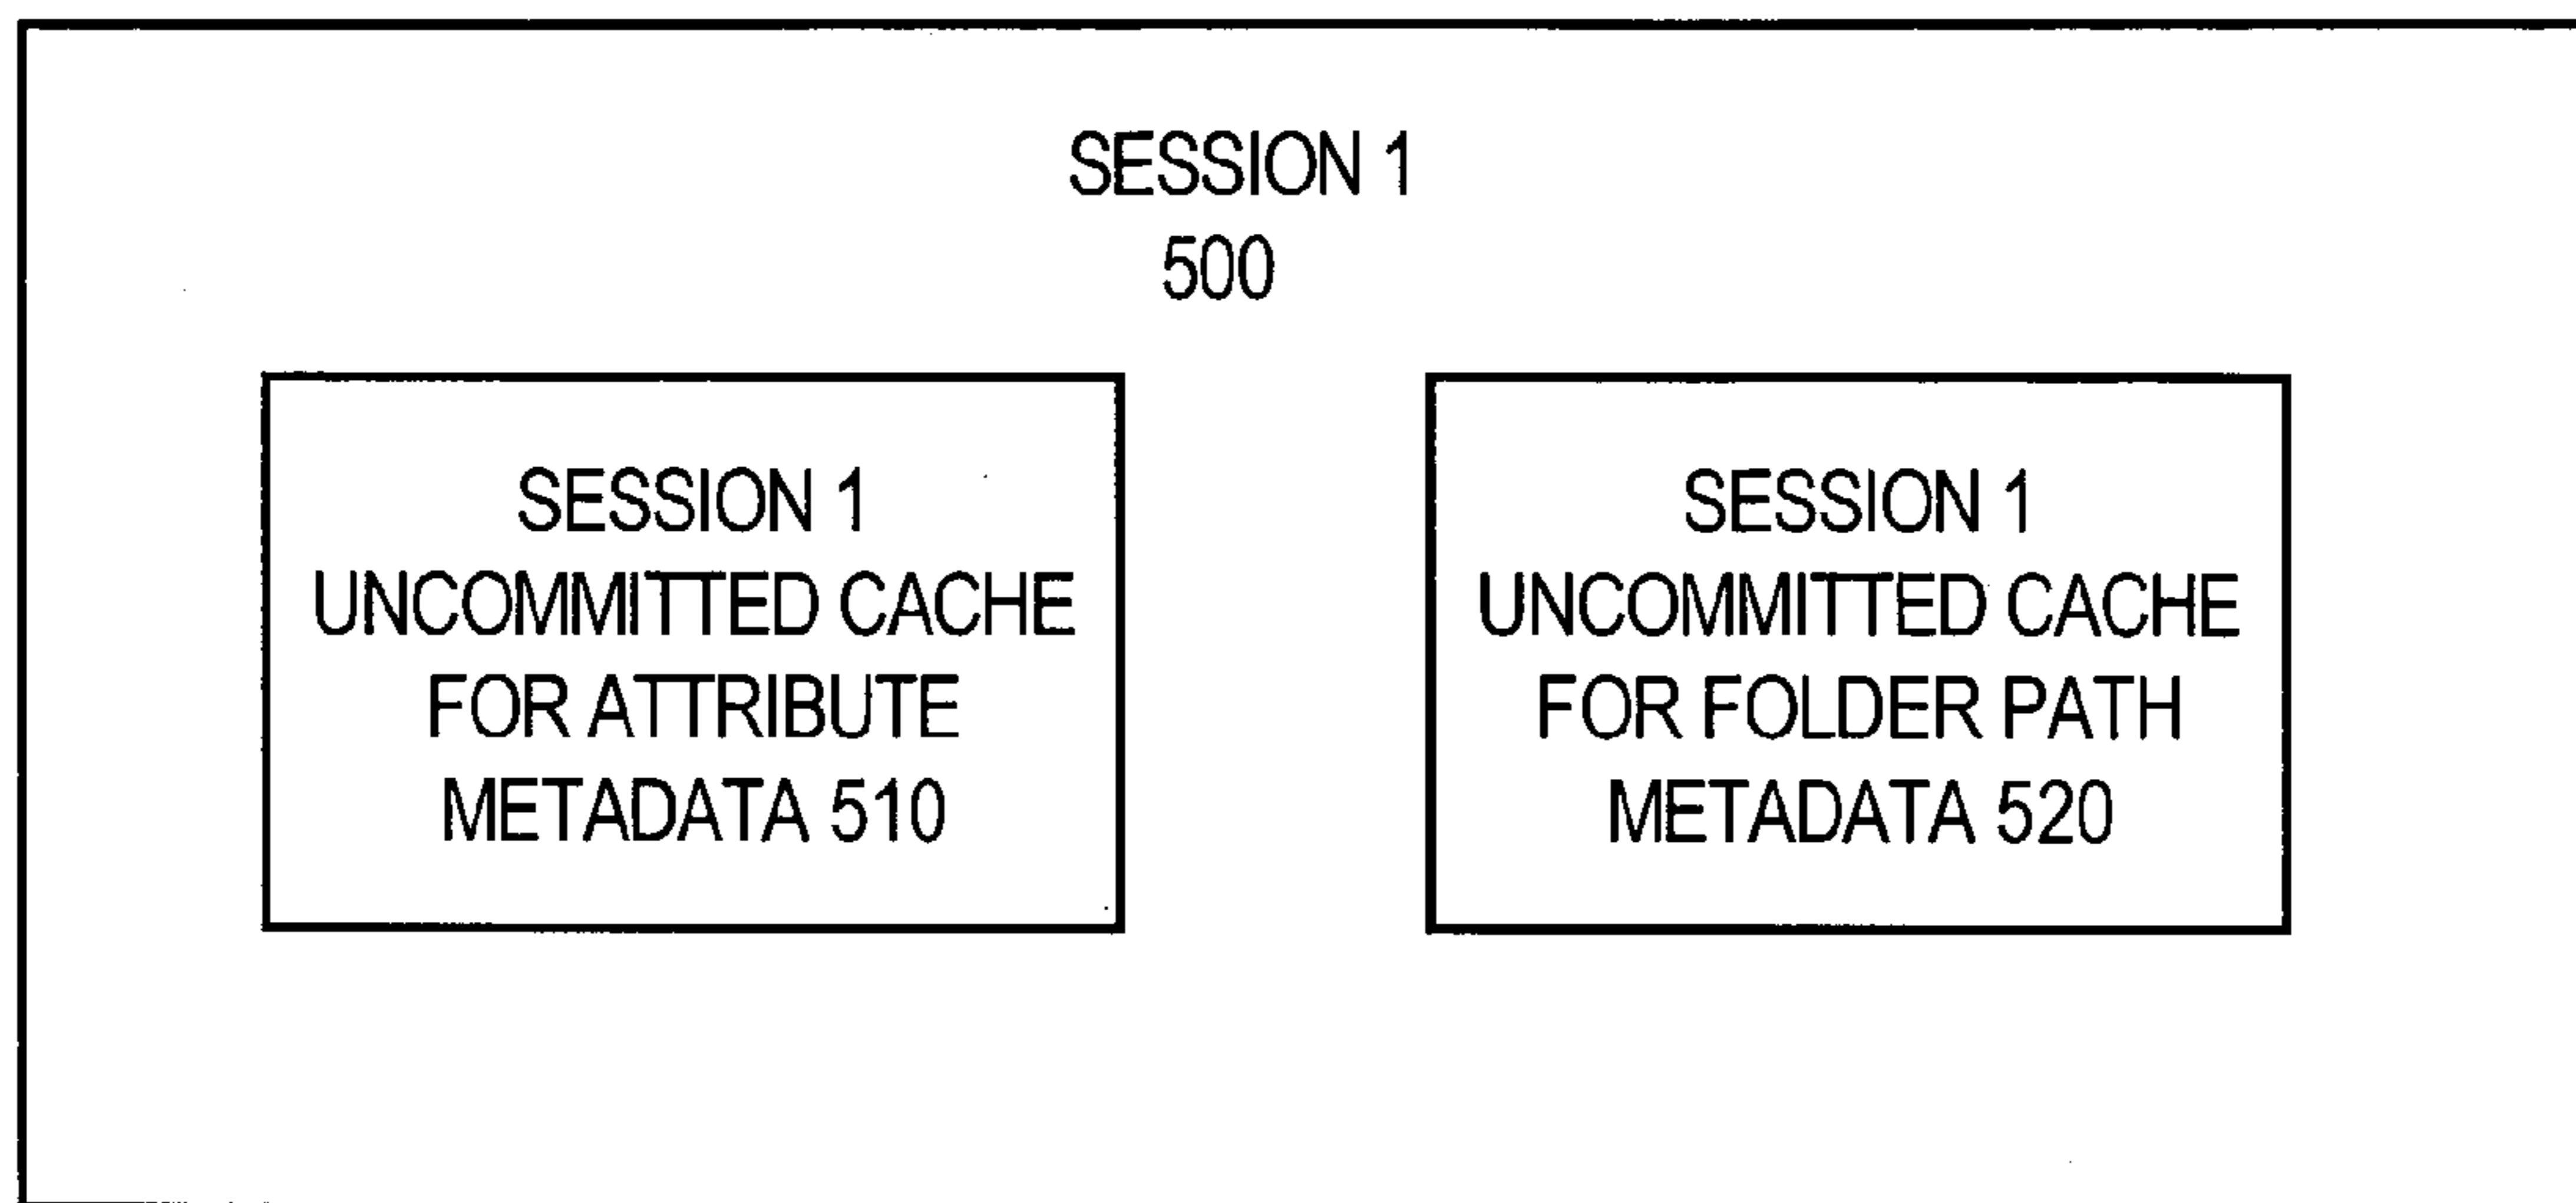 SESSION 1
500
SESSION 1
UNCOMMITTED CACHE
FOR ATTRIBUTE
METADATA 510
SESSION 1
UNCOMMITTED CACHE
FOR FOLDER PATH
METADATA 520